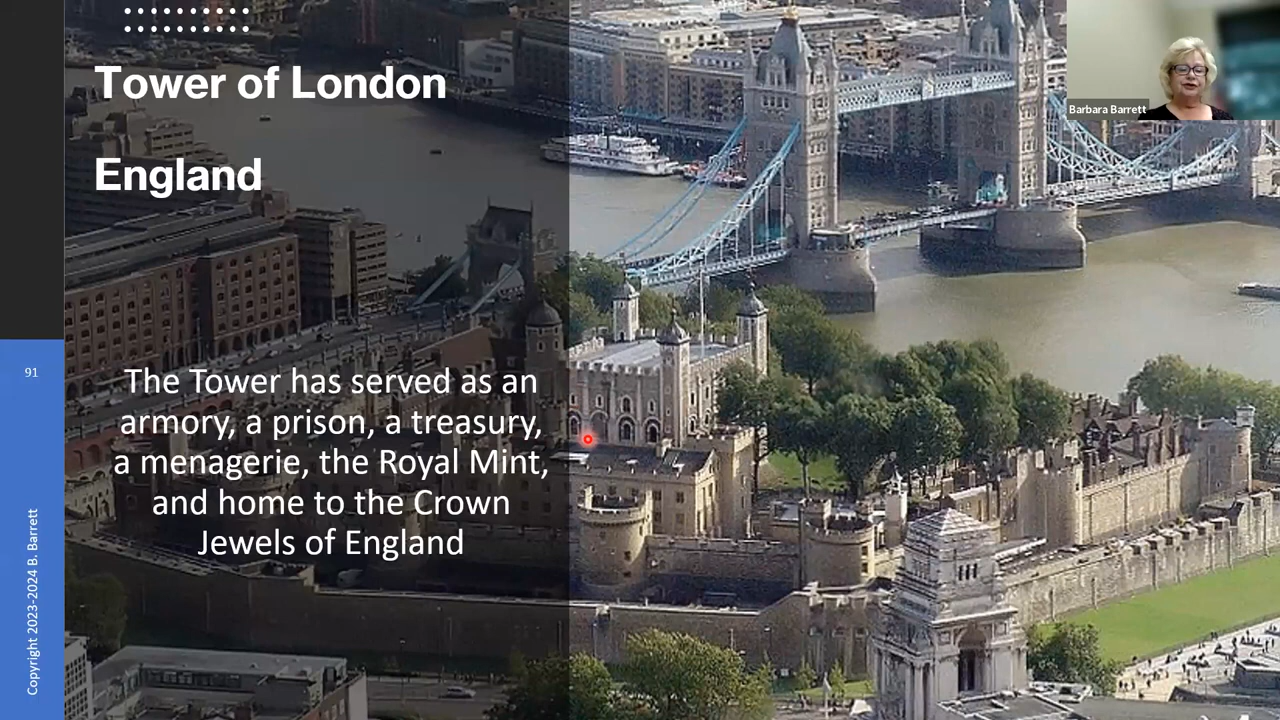 Tower of London
England
The Tower has served as an
armory, a prison, a treasury,
a menagerie, the Royal Mint,
and home to the Crown
Jewels of England
91
Copyright 2023-2024 B. Barrett
Barbara Barrett